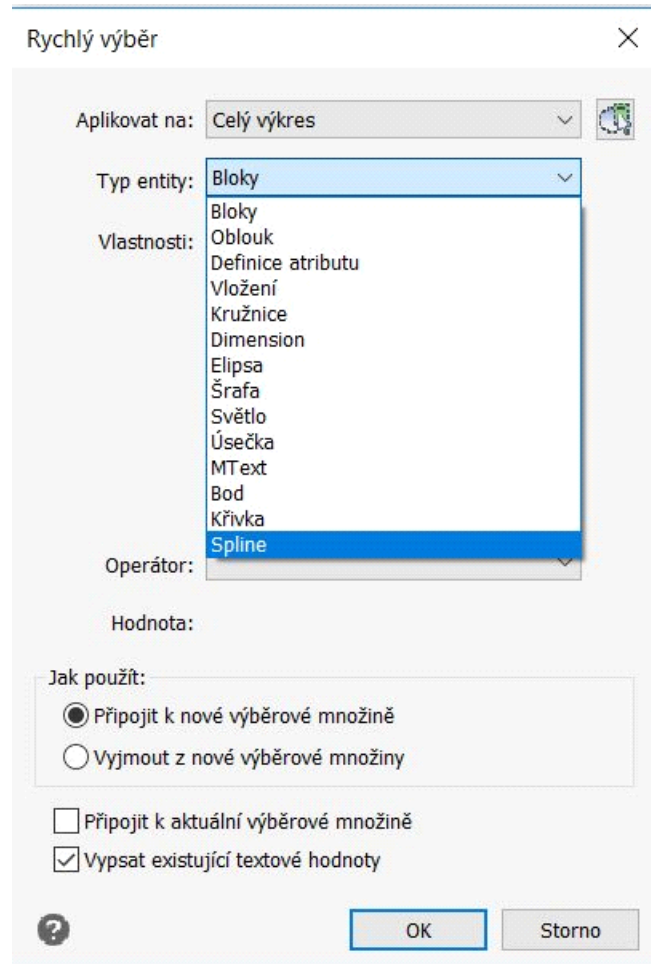 Rychlý výběr
Aplikovat na: Celý výkres
Typ entity: Bloky
Bloky
Vlastnosti: Oblouk
Definice atributu
Vložení
Kružnice
Dimension
Elipsa
Šrafa
Světlo
Úsečka
MText
Bod
Křivka
Spline
Operátor:
Hodnota:
Jak použít:
Připojit k nové výběrové množině
Vyjmout z nové výběrové množiny
Připojit k aktuální výběrové množině
Vypsat existující textové hodnoty
? OK Storno